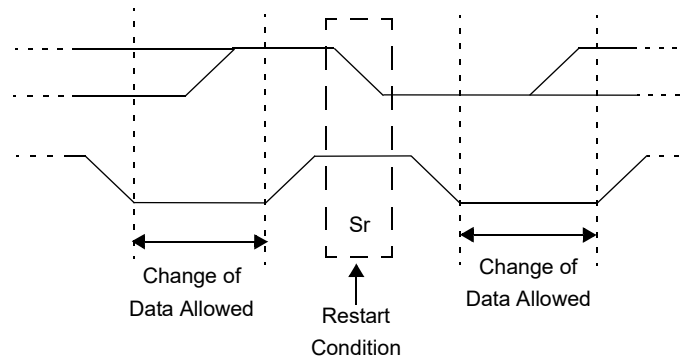 Sr
Change of
Data Allowed
Change of
Data Allowed
Restart
Condition